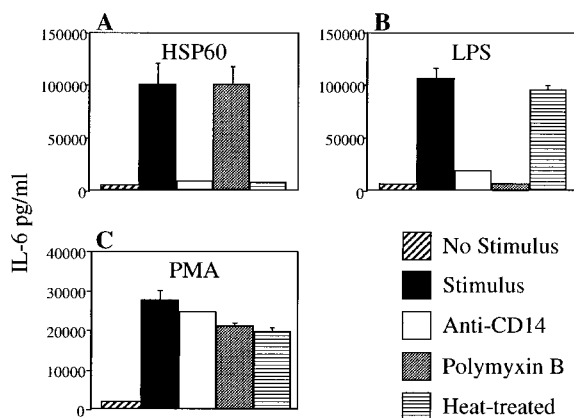 A
HSP60
150000
100000
50000
0
B
LPS
150000
100000
50000
0
IL-6 pg/ml
C
PMA
40000
30000
20000
10000
0
No Stimulus
Stimulus
Anti-CD14
Polymyxin B
Heat-treated